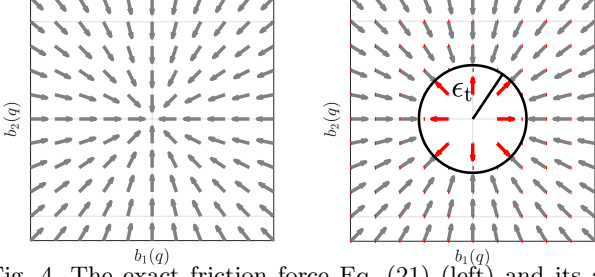 b₂(q)
b₁(q)
b₂(q)
ϵₜ
b₁(q)
Fig. 4. The exact friction force Eq. (21) (left) and its